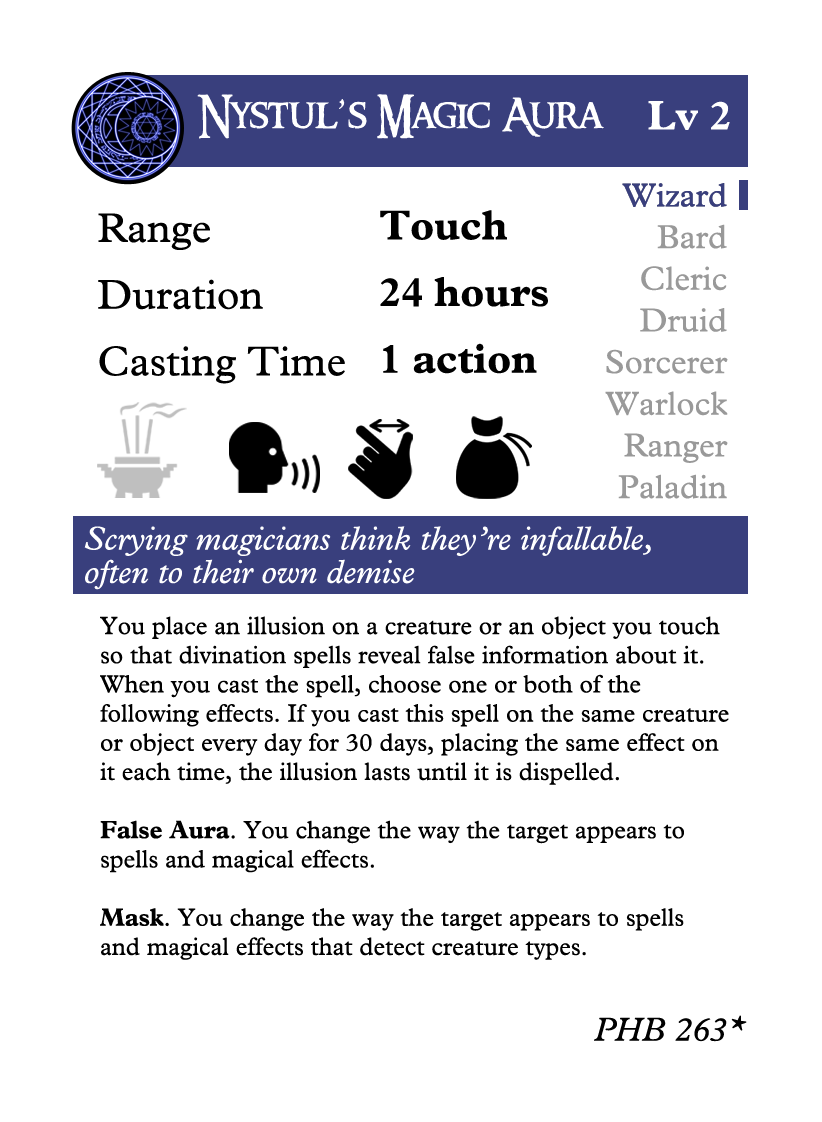 Nystul's Magic Aura Lv 2
Wizard
Bard
Cleric
Druid
Sorcerer
Warlock
Ranger
Paladin
Range Touch
Duration 24 hours
Casting Time 1 action
Scrying magicians think they're infallable,
often to their own demise
You place an illusion on a creature or an object you touch
so that divination spells reveal false information about it.
When you cast the spell, choose one or both of the
following effects. If you cast this spell on the same creature
or object every day for 30 days, placing the same effect on
it each time, the illusion lasts until it is dispelled.
False Aura. You change the way the target appears to
spells and magical effects.
Mask. You change the way the target appears to spells
and magical effects that detect creature types.
PHB 263*